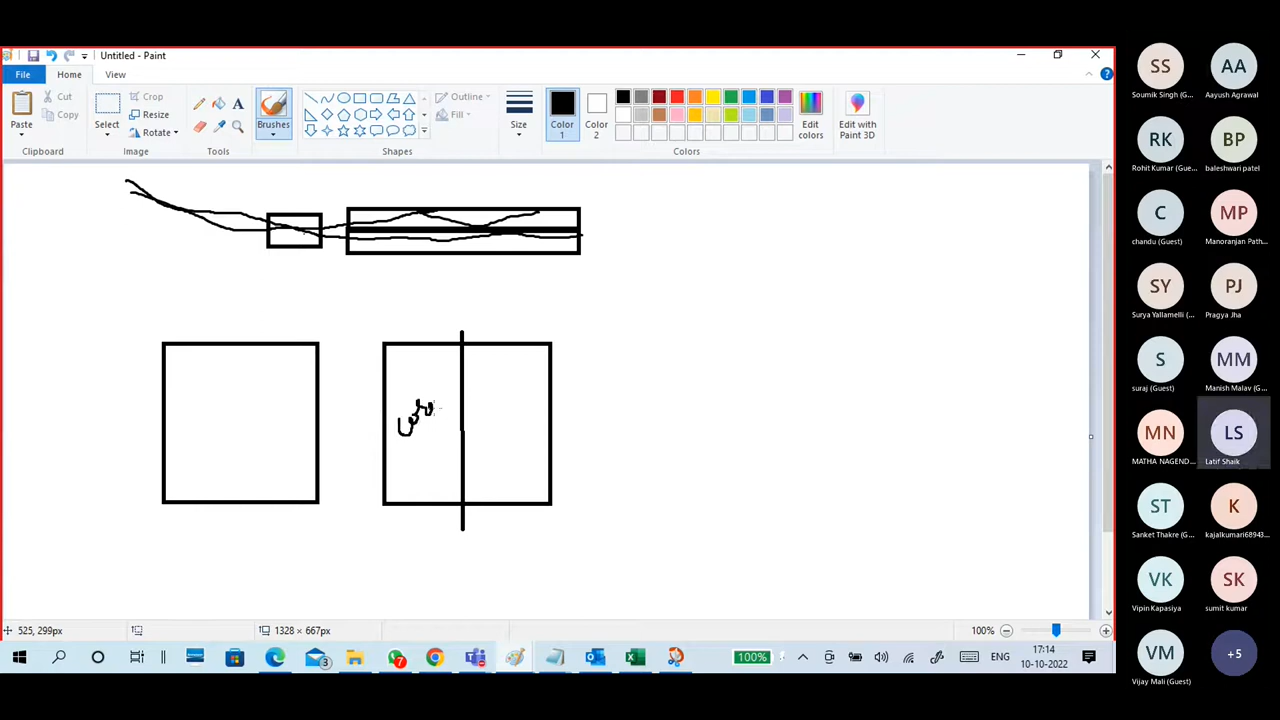 Untitled - Paint
File
Home
View
Paste
Cut
Copy
Clipboard
Select
Crop
Resize
Rotate
Image
Tools
Brushes
Shapes
Outline
Fill
Size
Color 1
Color 2
Edit colors
Colors
Edit with Paint 3D
525, 299px
1328 × 667px
100%
3
7
100%
ENG
17:14
10-10-2022
SS
Soumik Singh (G...
AA
Aayush Agrawal
RK
Rohit Kumar (Gue...
BP
baleshwari patel
C
chandu (Guest)
MP
Manoranjan Path...
SY
Surya Yallamelli (...
PJ
Pragya Jha
S
suraj (Guest)
MM
Manish Malav (G...
MN
MATHA NAGEND...
LS
Latif Shaik
ST
Sanket Thakre (G...
K
kajalkumari68943...
VK
Vipin Kapasiya
SK
sumit kumar
VM
Vijay Mali (Guest)
+5